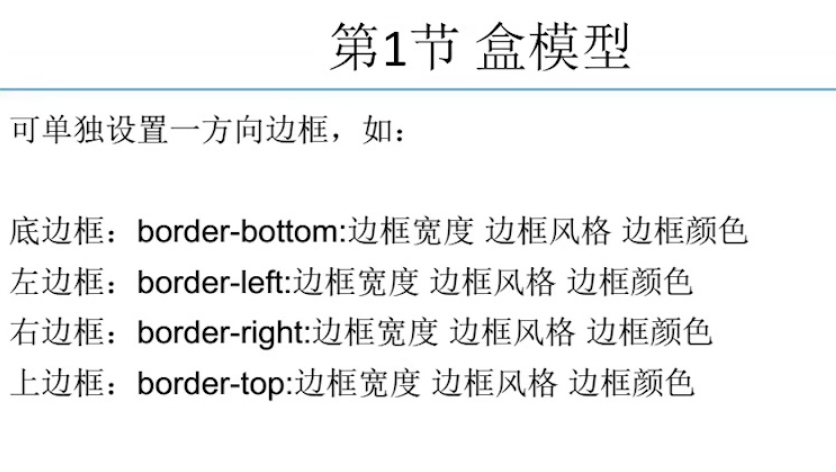 第1节 盒模型
可单独设置一方向边框，如：
底边框：border-bottom:边框宽度 边框风格 边框颜色
左边框：border-left:边框宽度 边框风格 边框颜色
右边框：border-right:边框宽度 边框风格 边框颜色
上边框：border-top:边框宽度 边框风格 边框颜色